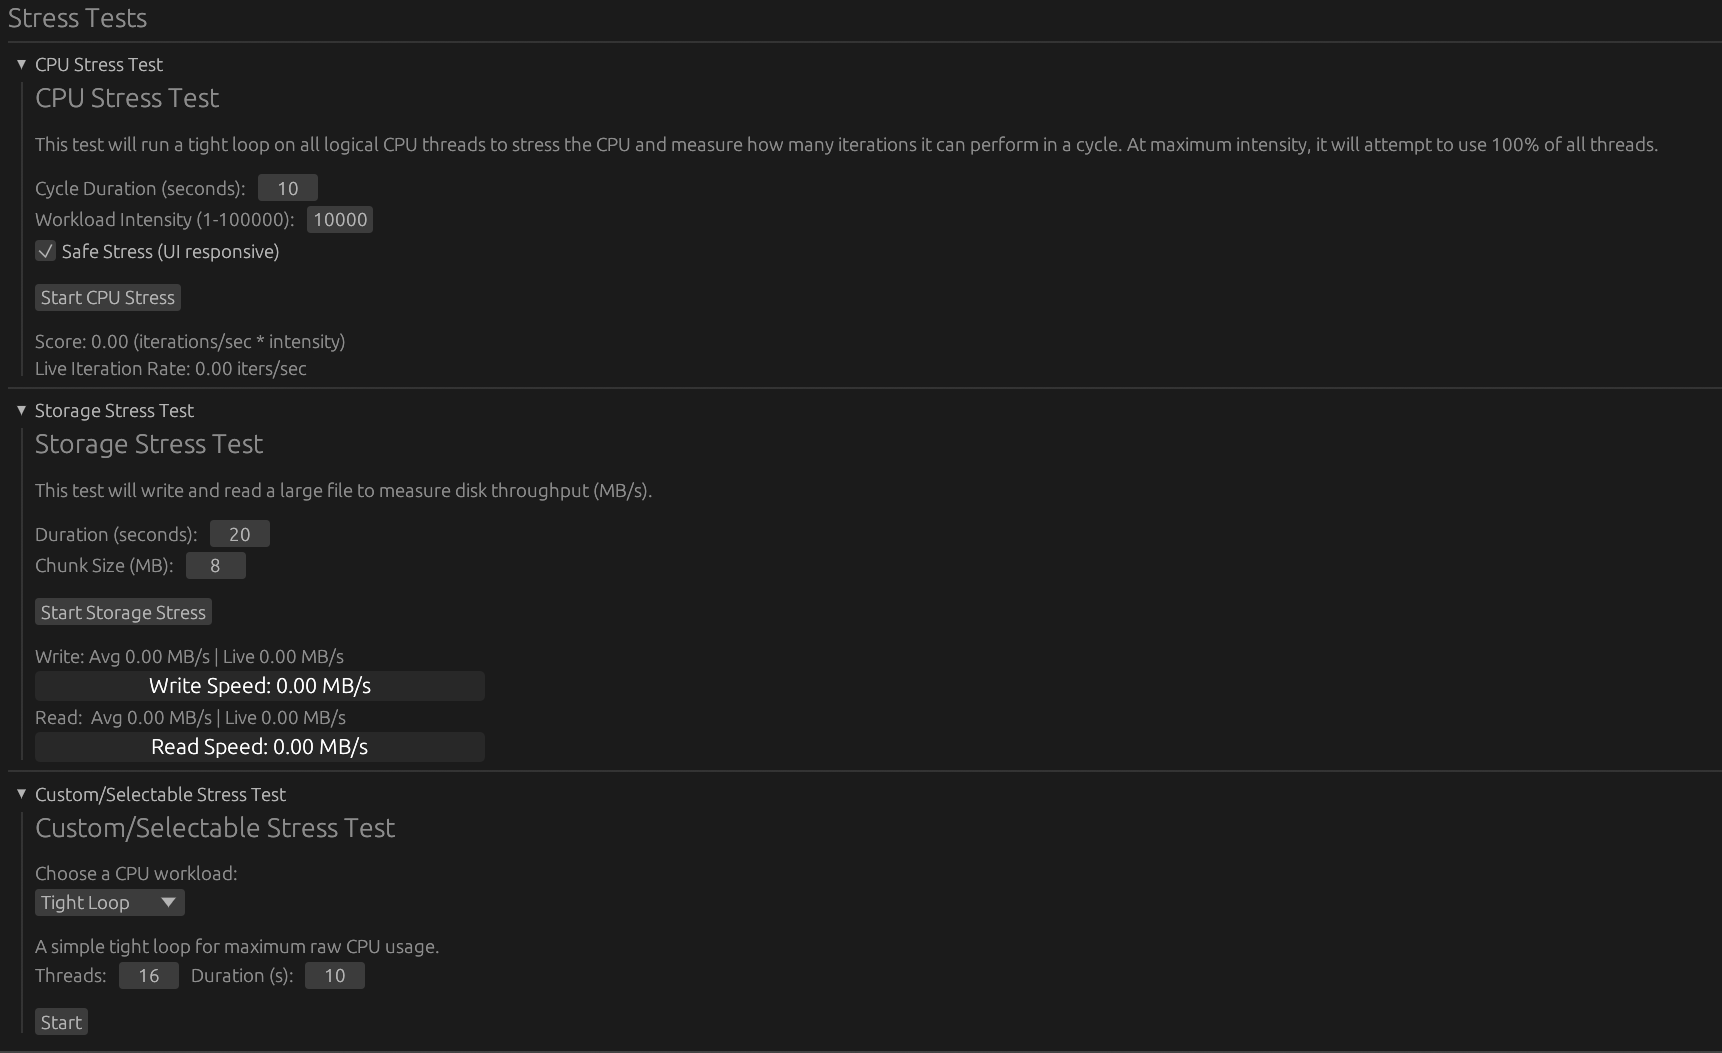 Stress Tests
CPU Stress Test
CPU Stress Test
This test will run a tight loop on all logical CPU threads to stress the CPU and measure how many iterations it can perform in a cycle. At maximum intensity, it will attempt to use 100% of all threads.
Cycle Duration (seconds): 10
Workload Intensity (1-100000): 10000
Safe Stress (UI responsive)
Start CPU Stress
Score: 0.00 (iterations/sec * intensity)
Live Iteration Rate: 0.00 iters/sec
Storage Stress Test
Storage Stress Test
This test will write and read a large file to measure disk throughput (MB/s).
Duration (seconds): 20
Chunk Size (MB): 8
Start Storage Stress
Write: Avg 0.00 MB/s | Live 0.00 MB/s
Write Speed: 0.00 MB/s
Read: Avg 0.00 MB/s | Live 0.00 MB/s
Read Speed: 0.00 MB/s
Custom/Selectable Stress Test
Custom/Selectable Stress Test
Choose a CPU workload:
Tight Loop
A simple tight loop for maximum raw CPU usage.
Threads: 16 Duration (s): 10
Start